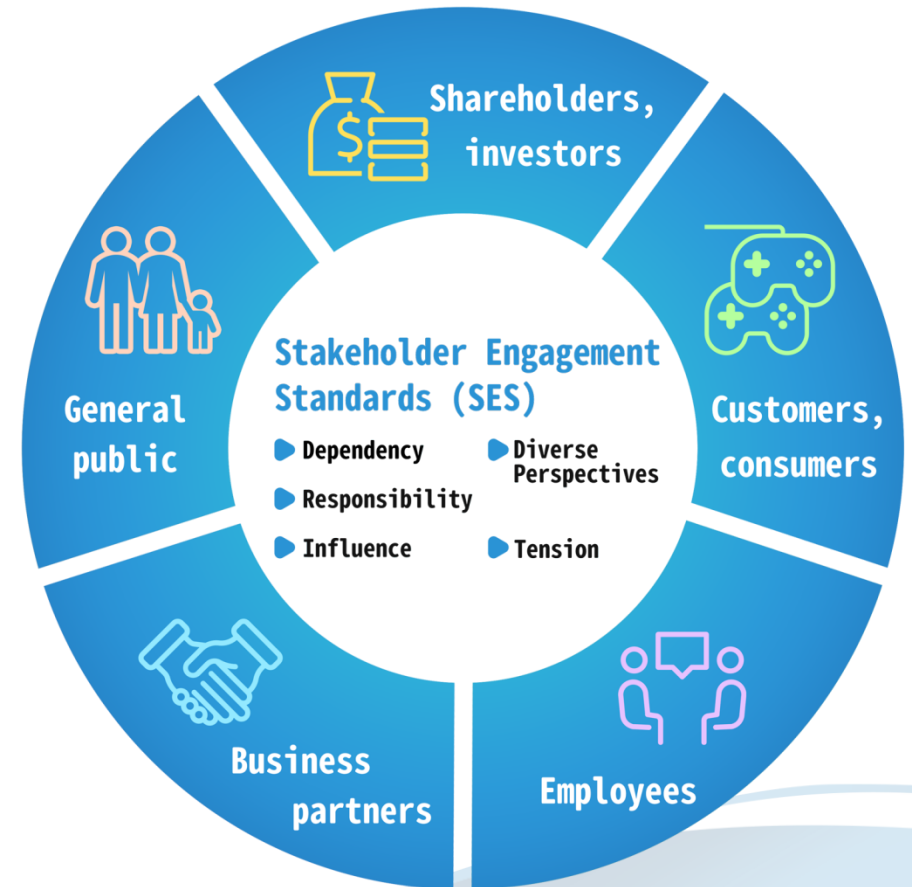 Shareholders,
investors
Customers,
consumers
Employees
Business
partners
General
public
Stakeholder Engagement
Standards (SES)
Dependency
Responsibility
Influence
Diverse
Perspectives
Tension
$